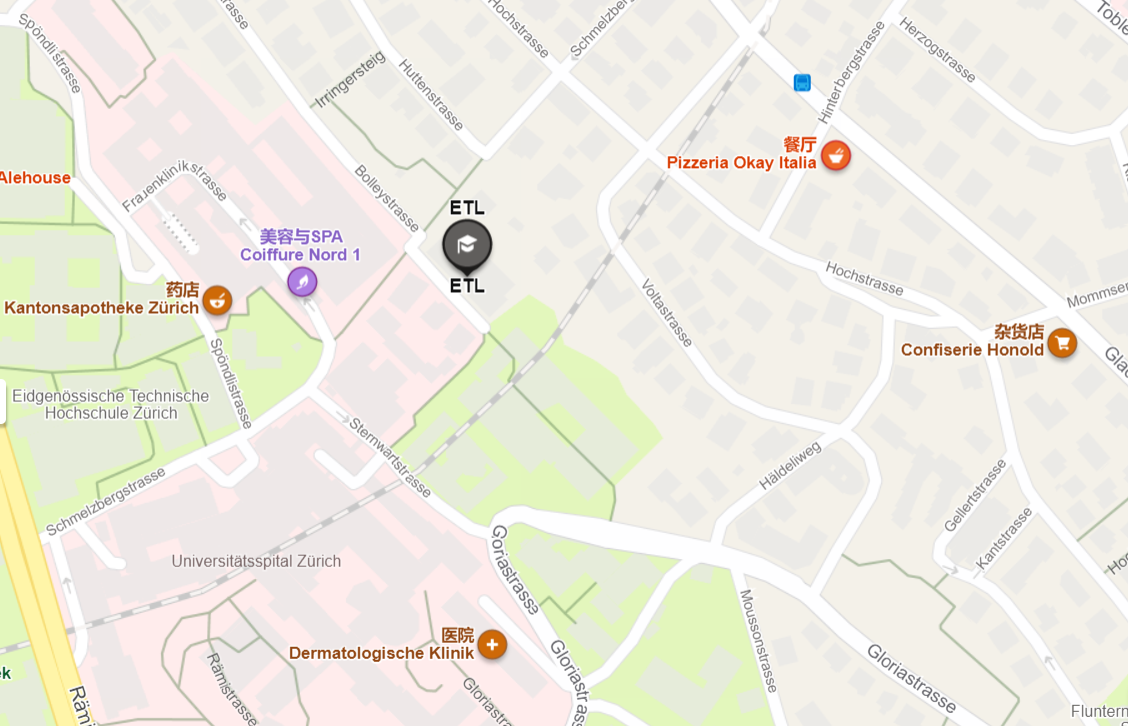 Spöndlistrasse
Hochstrasse
Schmelzberg
Toble
Herzogstrasse
Irringersteig
Huttenstrasse
Hinterbergstrasse
餐厅
Pizzeria Okay Italia
Alehouse
Frauenklinikstrasse
Bolleystrasse
ETL
美容与SPA
Coiffure Nord 1
ETL
药店
Kantonsapotheke Zürich
Hochstrasse
Voltastrasse
Mommsen
杂货店
Confiserie Honold
Spöndlistrasse
Eidgenössische Technische
Hochschule Zürich
Sternwartstrasse
Häldeliweg
Schmelzbergstrasse
Gellertstrasse
Kantstrasse
Universitätsspital Zürich
Gloriastrasse
Moussonstrasse
医院
Dermatologische Klinik
Gloriastrasse
Gloriastrasse
Rämistrasse
Gloriastr
Rämi
Fluntern